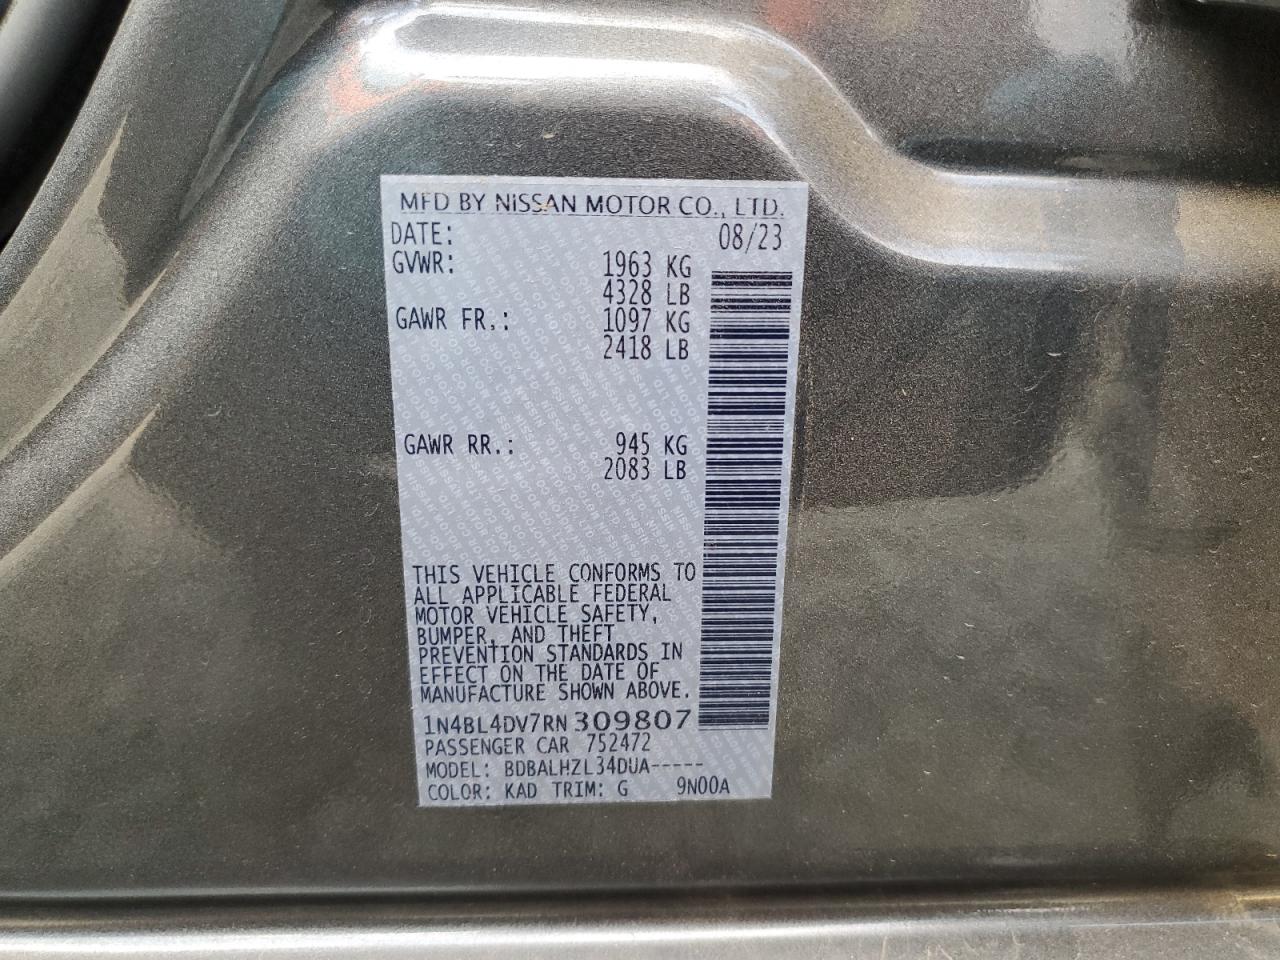 MFD BY NISSAN MOTOR CO., LTD.
DATE: 08/23
GVWR: 1963 KG
4328 LB
GAWR FR.: 1097 KG
2418 LB
GAWR RR.: 945 KG
2083 LB
THIS VEHICLE CONFORMS TO
ALL APPLICABLE FEDERAL
MOTOR VEHICLE SAFETY,
BUMPER, AND THEFT
PREVENTION STANDARDS IN
EFFECT ON THE DATE OF
MANUFACTURE SHOWN ABOVE.
1N4BL4DV7RN309807
PASSENGER CAR 752472
MODEL: BDBALHZL34DUA-----
COLOR: KAD TRIM: G 9N00A